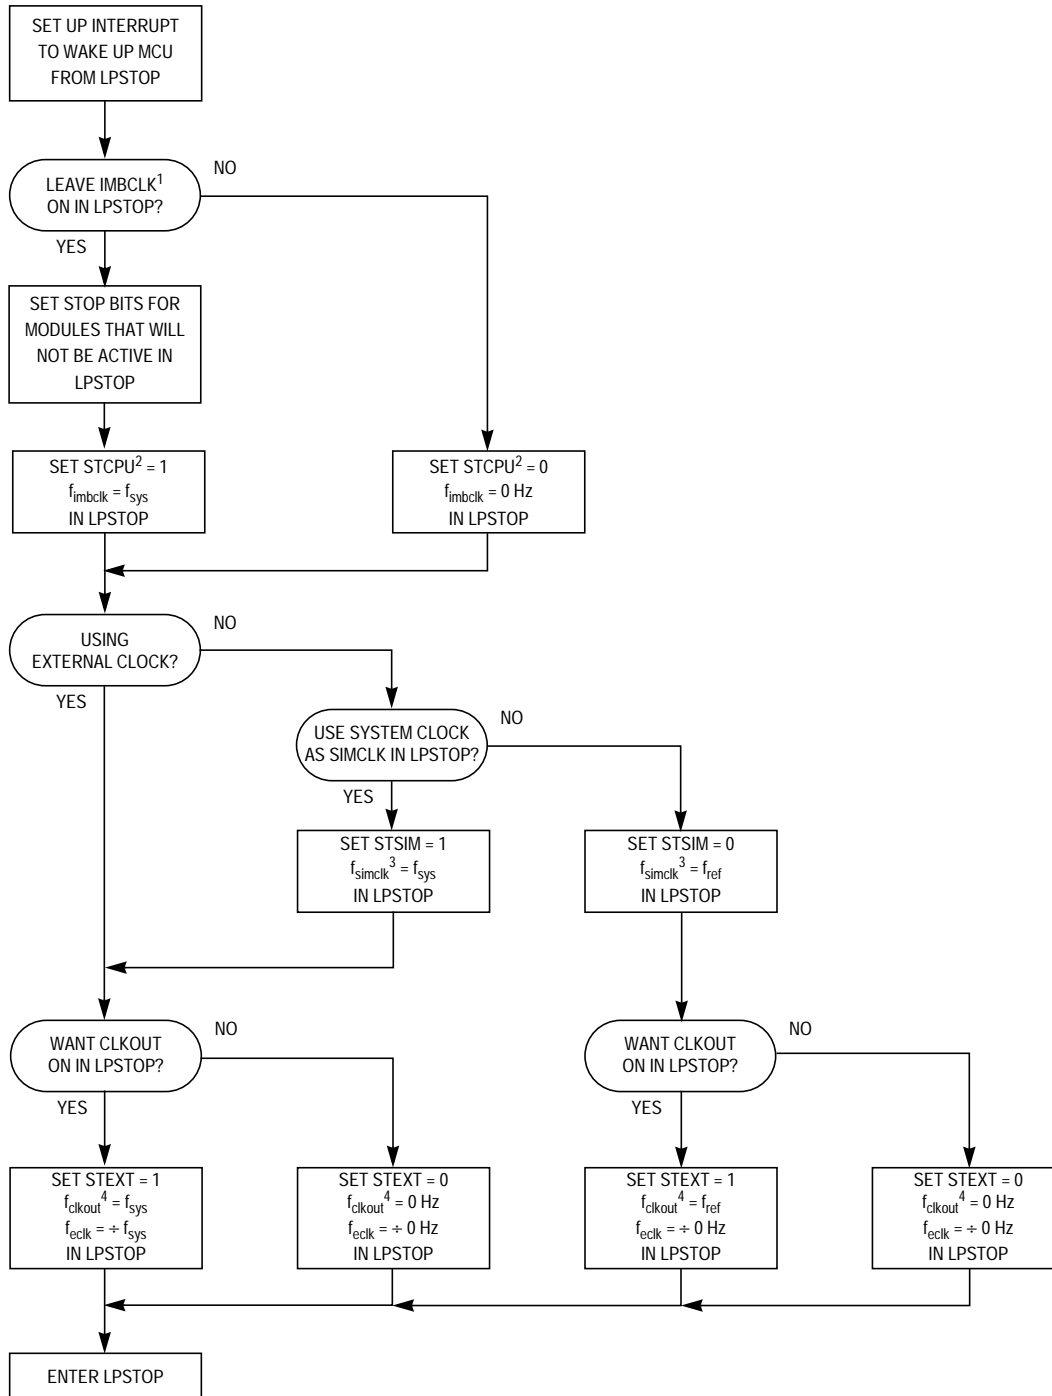 SET UP INTERRUPT
TO WAKE UP MCU
FROM LPSTOP
LEAVE IMBCLK1
ON IN LPSTOP?
NO
YES
SET STOP BITS FOR
MODULES THAT WILL
NOT BE ACTIVE IN
LPSTOP
SET STCPU2 = 1
fimbclk = fsys
IN LPSTOP
SET STCPU2 = 0
fimbclk = 0 Hz
IN LPSTOP
USING
EXTERNAL CLOCK?
NO
YES
USE SYSTEM CLOCK
AS SIMCLK IN LPSTOP?
NO
YES
SET STSIM = 1
fsimclk3 = fsys
IN LPSTOP
SET STSIM = 0
fsimclk3 = fref
IN LPSTOP
WANT CLKOUT
ON IN LPSTOP?
NO
YES
WANT CLKOUT
ON IN LPSTOP?
NO
YES
SET STEXT = 1
fclkout4 = fsys
feclk = ÷ fsys
IN LPSTOP
SET STEXT = 0
fclkout4 = 0 Hz
feclk = ÷ 0 Hz
IN LPSTOP
SET STEXT = 1
fclkout4 = fref
feclk = ÷ 0 Hz
IN LPSTOP
SET STEXT = 0
fclkout4 = 0 Hz
feclk = ÷ 0 Hz
IN LPSTOP
ENTER LPSTOP